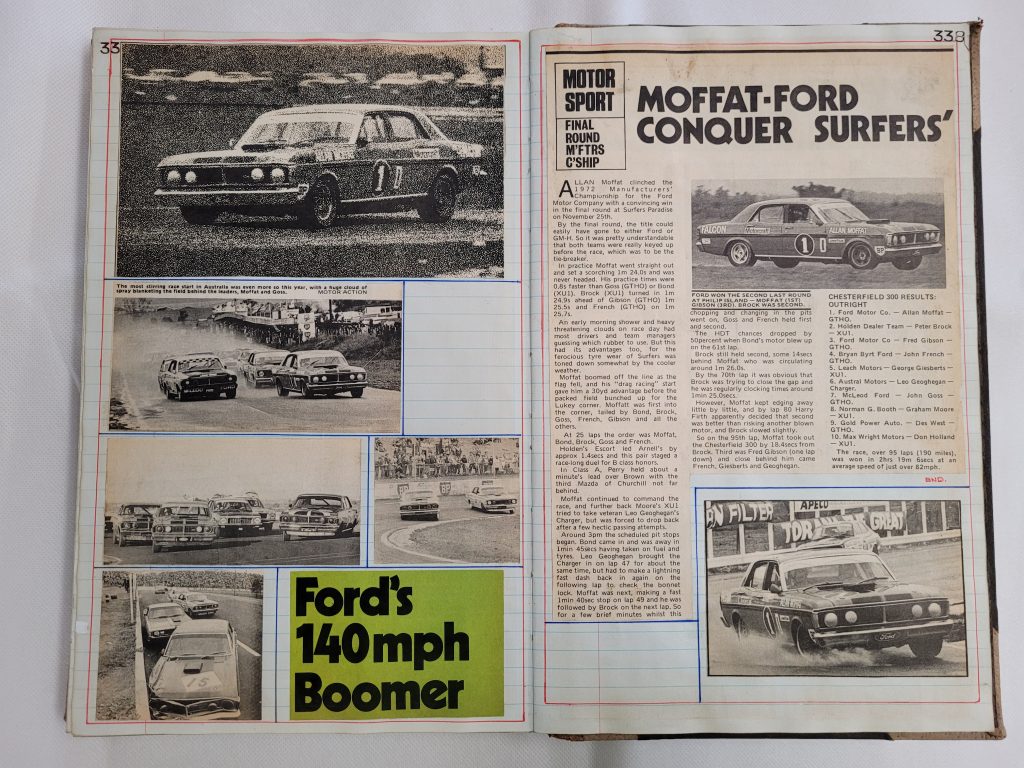 33
The most stirring race start in Australia was even more so this year, with a huge cloud of
spray blanketing the field behind the leaders, Moffat and Goss. MOTOR ACTION
Ford's
140mph
Boomer
33B
MOTOR
SPORT
FINAL
ROUND
M'FTRS
C'SHIP
MOFFAT-FORD
CONQUER SURFERS'
ALLAN Moffat clinched the
1972 Manufacturers'
Championship for the Ford
Motor Company with a convincing win
in the final round at Surfers Paradise
on November 25th.
By the final round, the title could
easily have gone to either Ford or
GM-H. So it was pretty understandable
that both teams were really keyed up
before the race, which was to be the
tie-breaker.
In practice Moffat went straight out
and set a scorching 1m 24.0s and was
never headed. His practice times were
0.8s faster than Goss (GTHO) or Bond
(XU1). Brock (XU1) turned in 1m
24.9s ahead of Gibson (GTHO) 1m
25.5s and French (GTHO) on 1m
25.7s.
An early morning shower and heavy
threatening clouds on race day had
most drivers and team managers
guessing which rubber to use. But this
had its advantages too, for the
ferocious tyre wear of Surfers was
toned down somewhat by the cooler
weather.
Moffat boomed off the line as the
flag fell, and his "drag racing" start
gave him a 30yd advantage before the
packed field bunched up for the
Lukey corner. Moffatt was first into
the corner, tailed by Bond, Brock,
Goss, French, Gibson and all the
others.
At 25 laps the order was Moffat,
Bond, Brock, Goss and French.
Holden's Escort led Arnell's by
approx 1.4secs and this pair staged a
race-long duel for B class honors.
In Class A, Perry held about a
minute's lead over Brown with the
third Mazda of Churchill not far
behind.
Moffat continued to command the
race, and further back Moore's XU1
tried to take veteran Leo Geoghegan's
Charger, but was forced to drop back
after a few hectic passing attempts.
Around 3pm the scheduled pit stops
began. Bond came in and was away in
1min 45secs having taken on fuel and
tyres. Leo Geoghegan brought the
Charger in on lap 47 for about the
same time, but had to make a lightning
fast dash back in again on the
following lap to check the bonnet
lock. Moffat was next, making a fast
1min 40sec stop on lap 49 and he was
followed by Brock on the next lap. So
for a few brief minutes whilst this
FALCON
Motorcraft
1 D
ALLAN MOFFAT
FORD WON THE SECOND LAST ROUND
AT PHILIP ISLAND — MOFFAT (1ST)
GIBSON (3RD). BROCK WAS SECOND.
chopping and changing in the pits
went on, Goss and French held first
and second.
The HDT chances dropped by
50percent when Bond's motor blew up
on the 61st lap.
Brock still held second, some 14secs
behind Moffat who was circulating
around 1m 26.0s.
By the 70th lap it was obvious that
Brock was trying to close the gap and
he was regularly clocking times around
1min 25.0secs.
However, Moffat kept edging away
little by little, and by lap 80 Harry
Firth apparently decided that second
was better than risking another blown
motor, and Brock slowed slightly.
So on the 95th lap, Moffat took out
the Chesterfield 300 by 18.4secs from
Brock. Third was Fred Gibson (one lap
down) and close behind him came
French, Giesberts and Geoghegan.
CHESTERFIELD 300 RESULTS:
OUTRIGHT
1. Ford Motor Co. — Allan Moffat —
GTHO.
2. Holden Dealer Team — Peter Brock
— XU1.
3. Ford Motor Co — Fred Gibson —
GTHO.
4. Bryan Byrt Ford — John French —
GTHO.
5. Leach Motors — George Giesberts —
XU1.
6. Austral Motors — Leo Geoghegan —
Charger.
7. McLeod Ford — John Goss —
GTHO.
8. Norman G. Booth — Graham Moore
— XU1.
9. Gold Power Auto. — Des West —
GTHO.
10. Max Wright Motors — Don Holland
— XU1.
The race, over 95 laps (190 miles),
was won in 2hrs 19m 6secs at an
average speed of just over 82mph.
END.
AN FILTER
GREAT
Ford